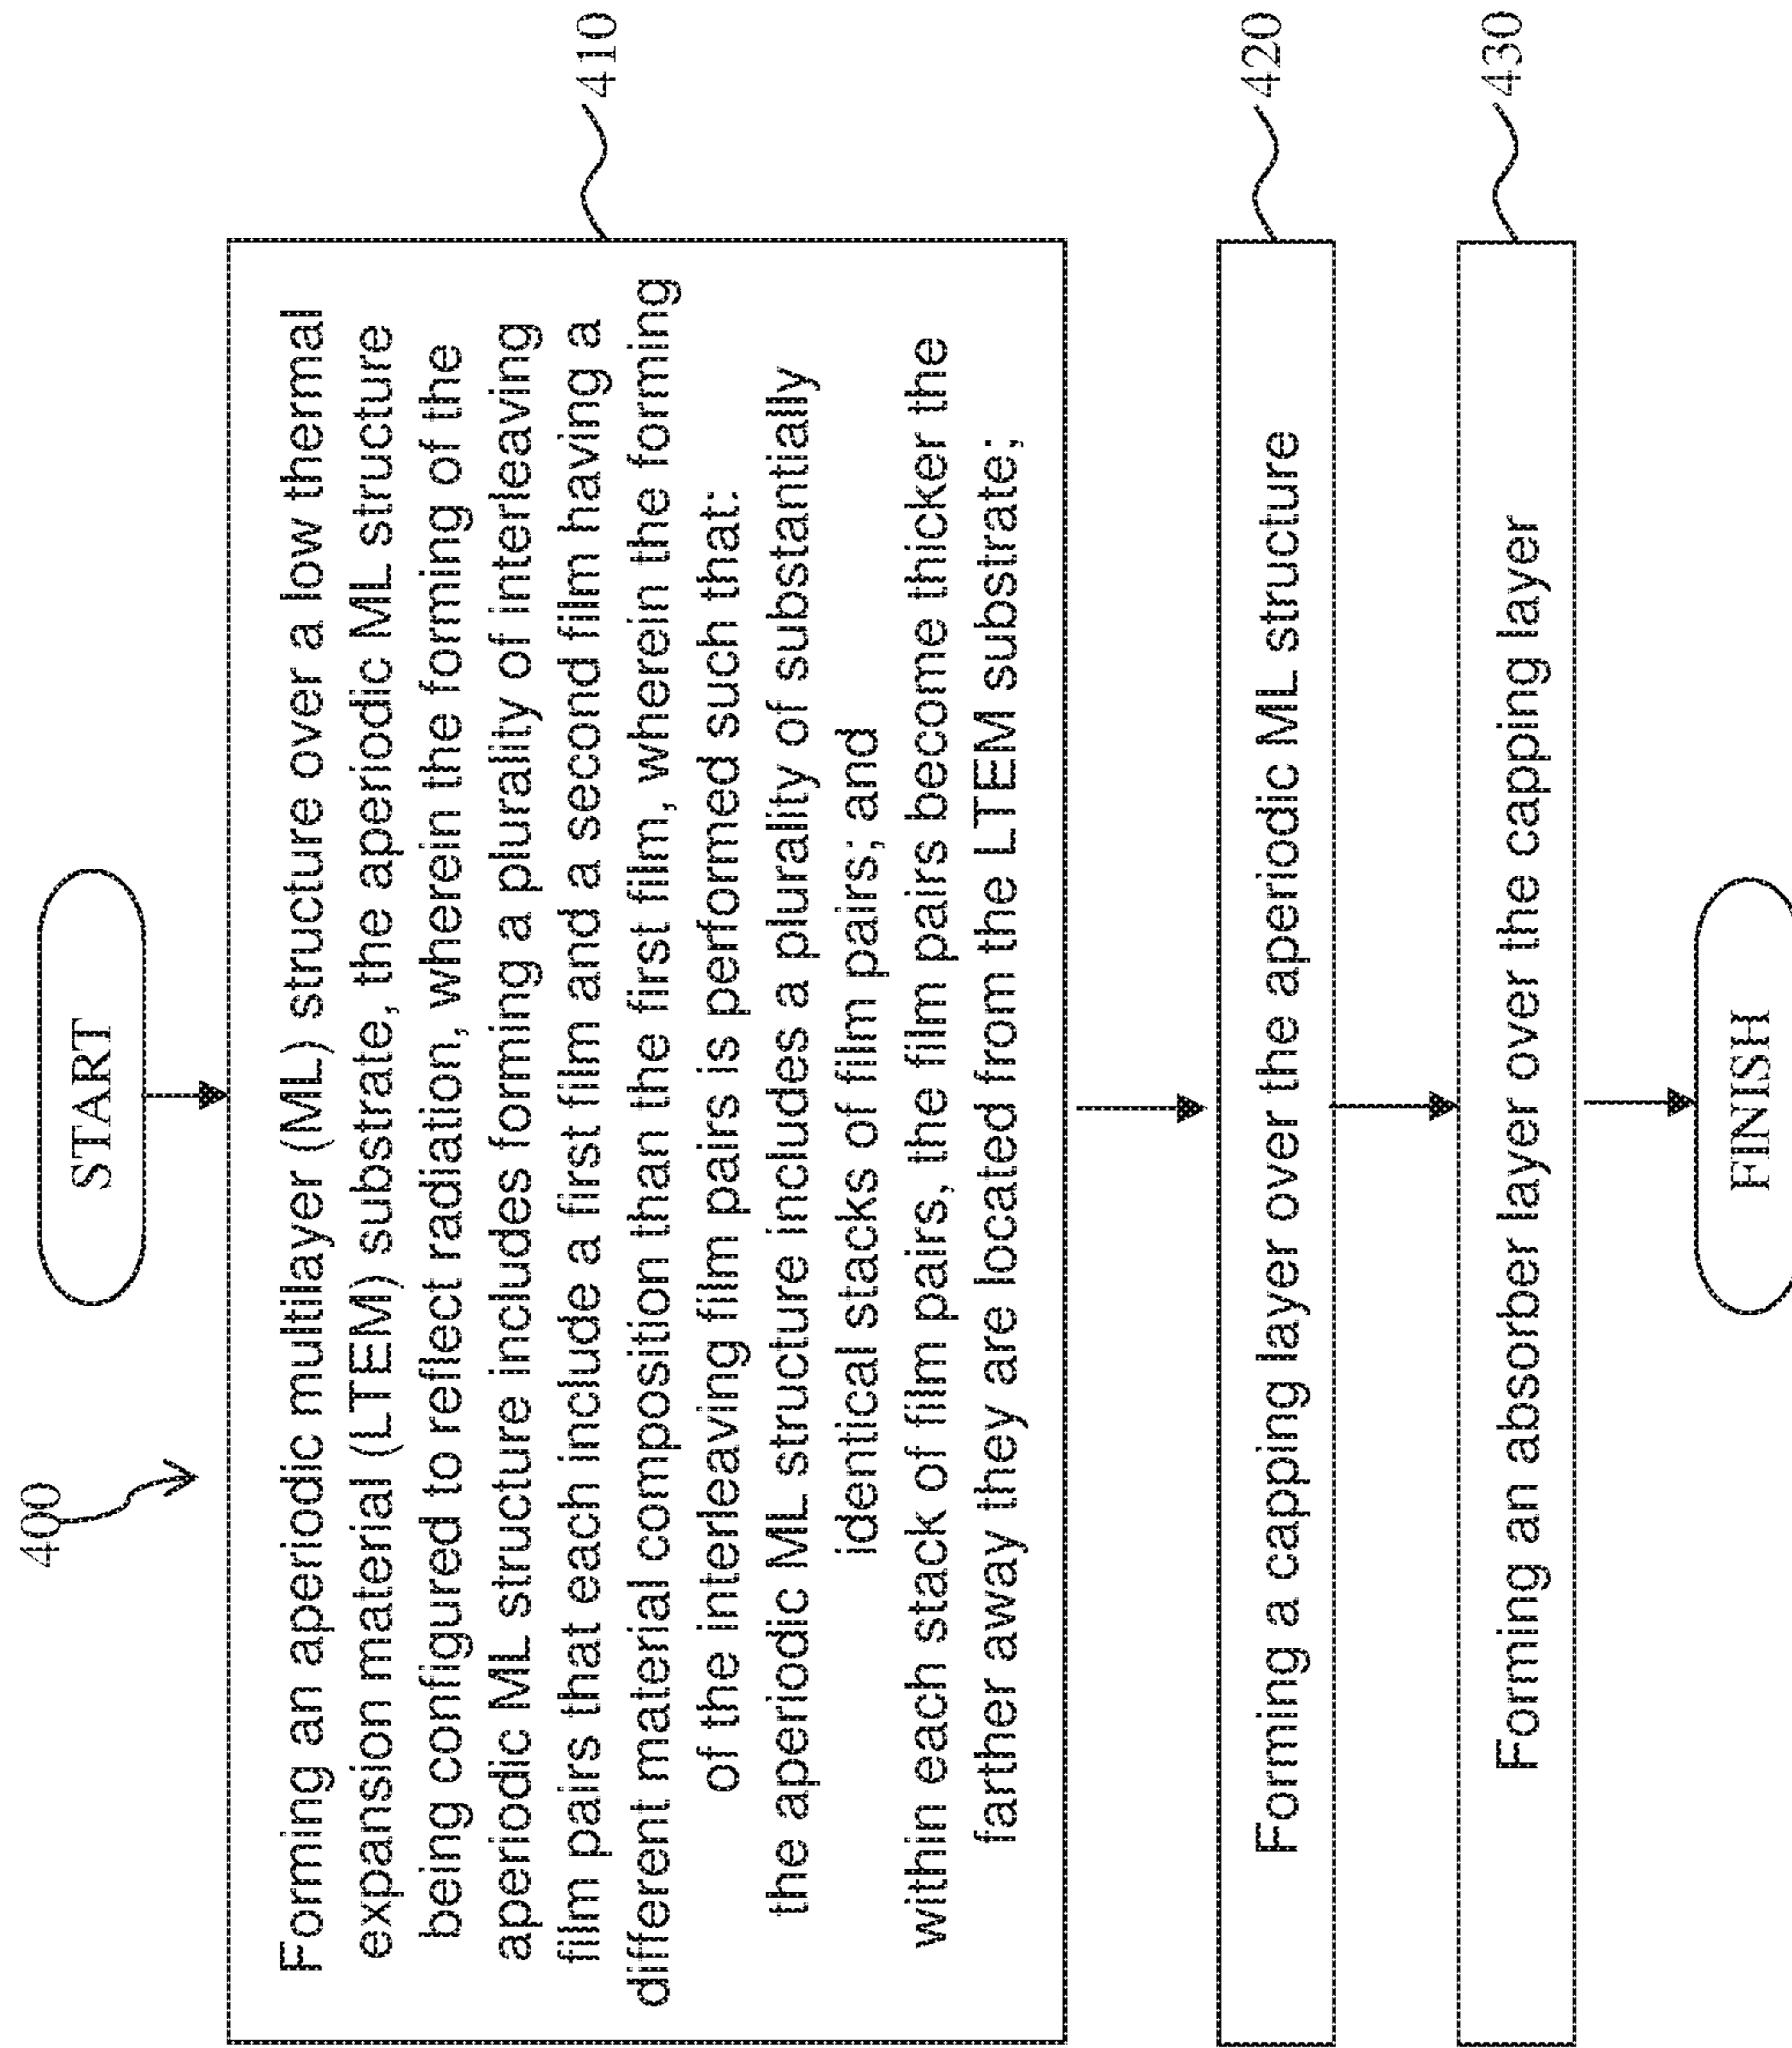 400
START
Forming an aperiodic multilayer (ML) structure over a low thermal
expansion material (LTEM) substrate, the aperiodic ML structure
being configured to reflect radiation, wherein the forming of the
aperiodic ML structure includes forming a plurality of interleaving
film pairs that each include a first film and a second film having a
different material composition than the first film, wherein the forming
of the interleaving film pairs is performed such that:
the aperiodic ML structure includes a plurality of substantially
identical stacks of film pairs; and
within each stack of film pairs, the film pairs become thicker the
farther away they are located from the LTEM substrate;
410
Forming a capping layer over the aperiodic ML structure
420
Forming an absorber layer over the capping layer
430
FINISH